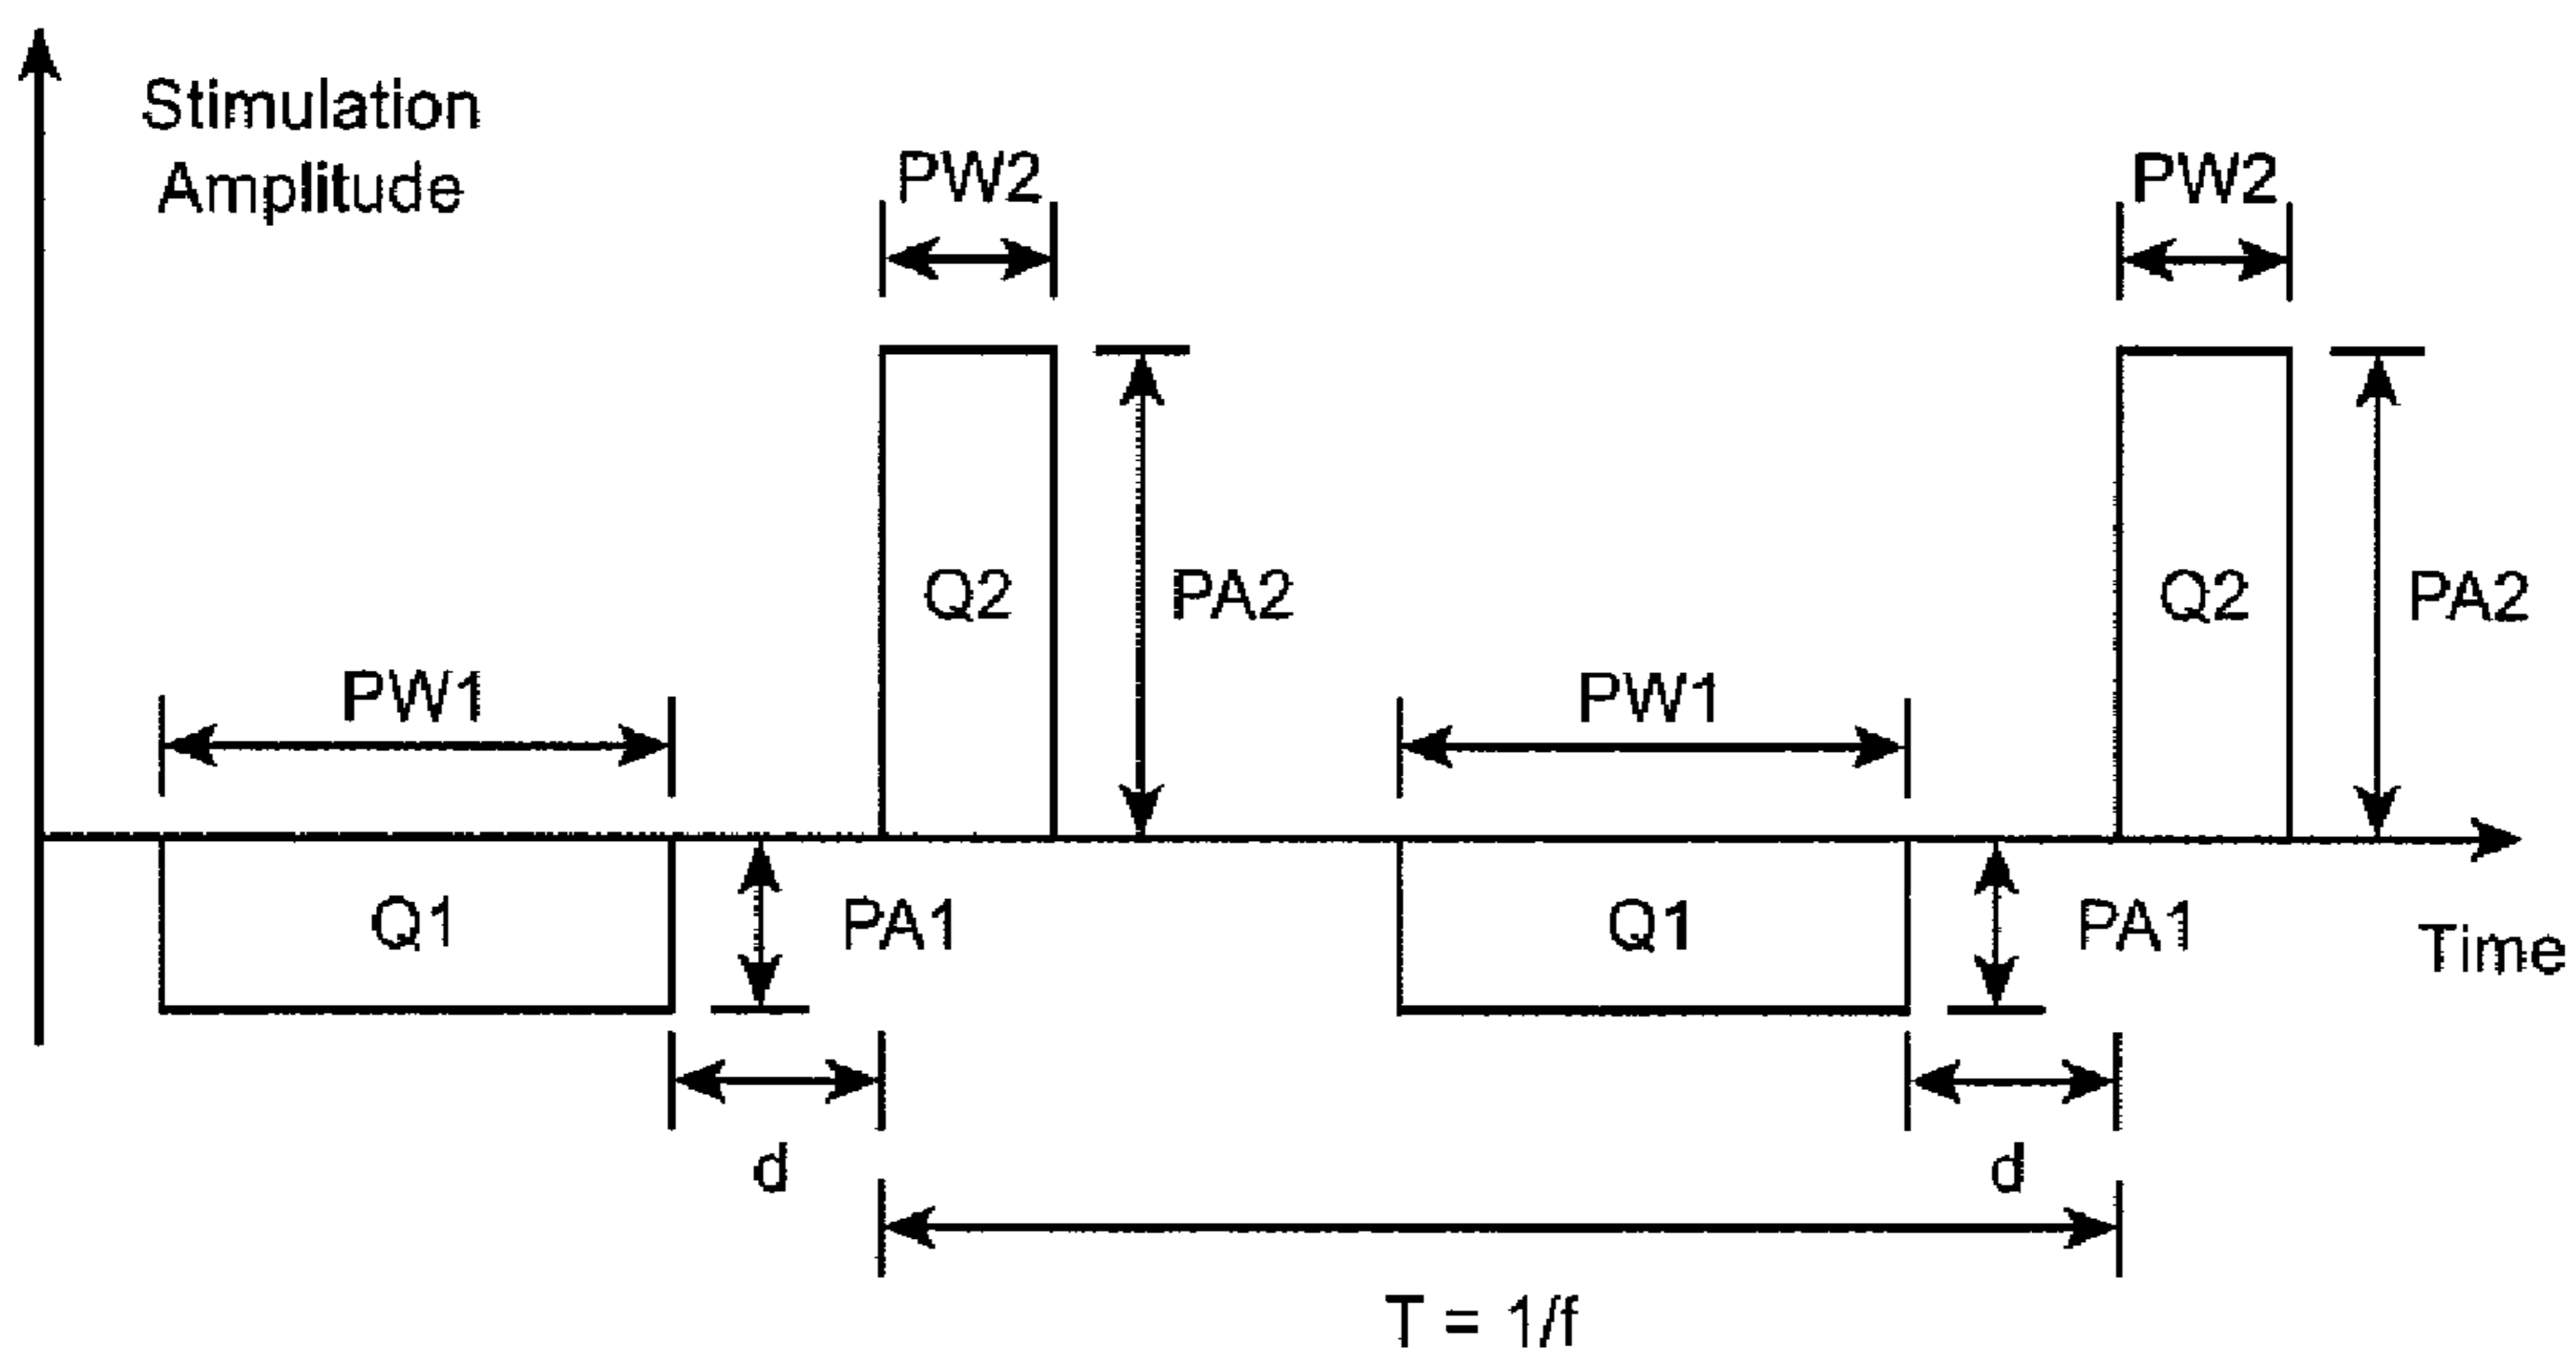 Stimulation
Amplitude
PW2
PW2
Q2
PA2
Q2
PA2
PW1
PW1
Q1
PA1
Q1
PA1
Time
d
d
T = 1/f